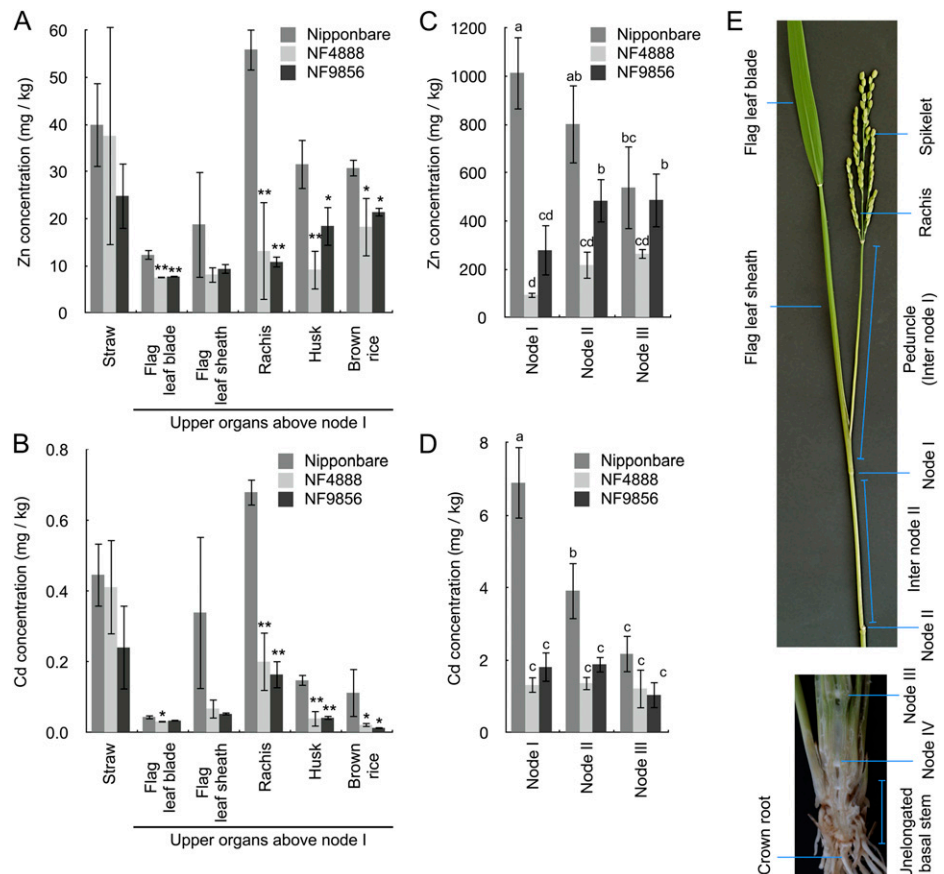 A
Zn concentration (mg / kg)
60
50
40
30
20
10
0
Nipponbare
NF4888
NF9856
** **
** **
** *
* *
Straw
Flag
leaf blade
Flag
leaf sheath
Rachis
Husk
Brown
rice
Upper organs above node I
B
Cd concentration (mg / kg)
0.8
0.6
0.4
0.2
0.0
Nipponbare
NF4888
NF9856
*
** **
** **
* *
Straw
Flag
leaf blade
Flag
leaf sheath
Rachis
Husk
Brown
rice
Upper organs above node I
C
Zn concentration (mg / kg)
1200
1000
800
600
400
200
0
Nipponbare
NF4888
NF9856
a
d
cd
ab
cd
b
bc
cd
b
Node I
Node II
Node III
D
Cd concentration (mg / kg)
8
6
4
2
0
Nipponbare
NF4888
NF9856
a
c
c
b
c
c
c
c
c
Node I
Node II
Node III
E
Flag leaf blade
Flag leaf sheath
Spikelet
Rachis
Peduncle
(Inter node I)
Node I
Inter node II
Node II
Node III
Node IV
Unelongated
basal stem
Crown root